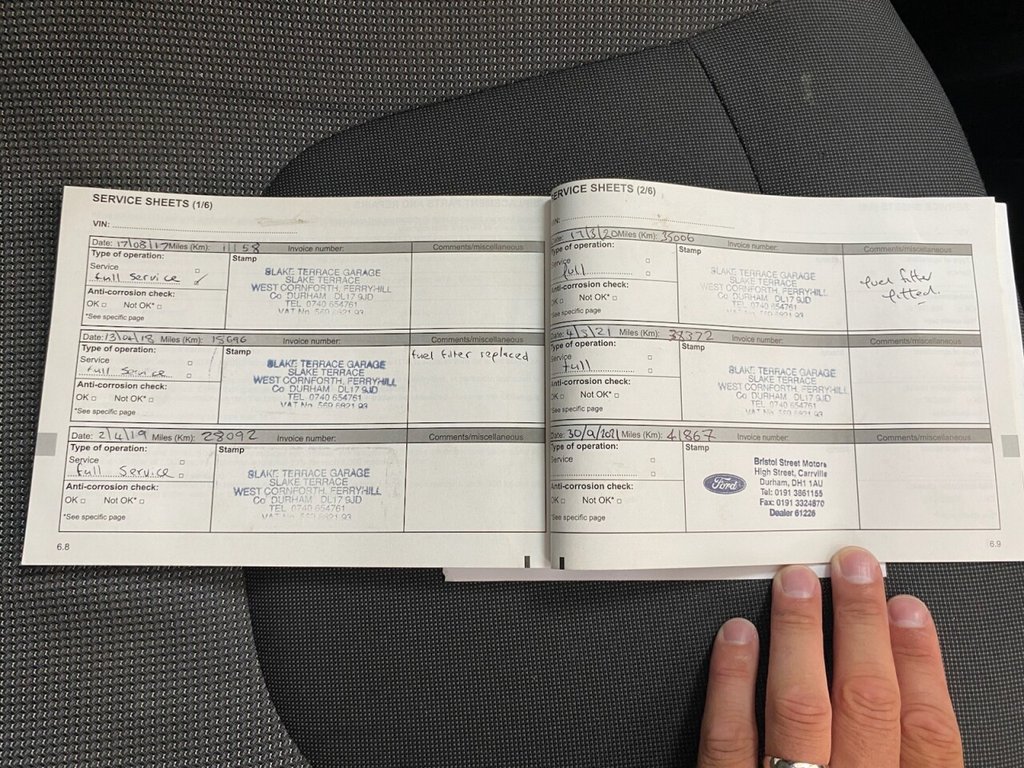 SERVICE SHEETS (1/6)
VIN:
Date: 17/08/17 Miles (Km): 11158 Invoice number: Comments/miscellaneous
Type of operation:
Stamp
Service
full service
Anti-corrosion check:
OK Not OK*
*See specific page
SLAKE TERRACE GARAGE
SLAKE TERRACE
WEST CORNFORTH, FERRYHILL
Co DURHAM DL17 9JD
TEL 0740 654761
Date: 13/04/18 Miles (Km): 15696 Invoice number: Comments/miscellaneous
Type of operation:
Stamp
Service
full service
Anti-corrosion check:
OK Not OK*
*See specific page
SLAKE TERRACE GARAGE
SLAKE TERRACE
WEST CORNFORTH, FERRYHILL
Co DURHAM DL17 9JD
TEL 0740 654761
fuel filter replaced
Date: 2/4/19 Miles (Km): 28092 Invoice number: Comments/miscellaneous
Type of operation:
Stamp
Service
full service
Anti-corrosion check:
OK Not OK*
*See specific page
SLAKE TERRACE GARAGE
SLAKE TERRACE
WEST CORNFORTH, FERRYHILL
Co DURHAM DL17 9JD
TEL 0740 654761
6.8
SERVICE SHEETS (2/6)
VIN:
Date: 17/3/20 Miles (Km): 35006 Invoice number: Comments/miscellaneous
Type of operation:
Stamp
Service
full
Anti-corrosion check:
OK Not OK*
*See specific page
SLAKE TERRACE GARAGE
SLAKE TERRACE
WEST CORNFORTH, FERRYHILL
Co DURHAM DL17 9JD
TEL 0740 654761
fuel filter
fitted.
Date: 4/3/21 Miles (Km): 38372 Invoice number: Comments/miscellaneous
Type of operation:
Stamp
Service
full
Anti-corrosion check:
OK Not OK*
*See specific page
SLAKE TERRACE GARAGE
SLAKE TERRACE
WEST CORNFORTH, FERRYHILL
Co DURHAM DL17 9JD
TEL 0740 654761
Date: 30/9/2021 Miles (Km): 41867 Invoice number: Comments/miscellaneous
Type of operation:
Stamp
Service
Anti-corrosion check:
OK Not OK*
*See specific page
Ford
Bristol Street Motors
High Street, Carrville
Durham, DH1 1AU
Tel: 0191 3861155
Fax: 0191 3324870
Dealer 61226
6.9